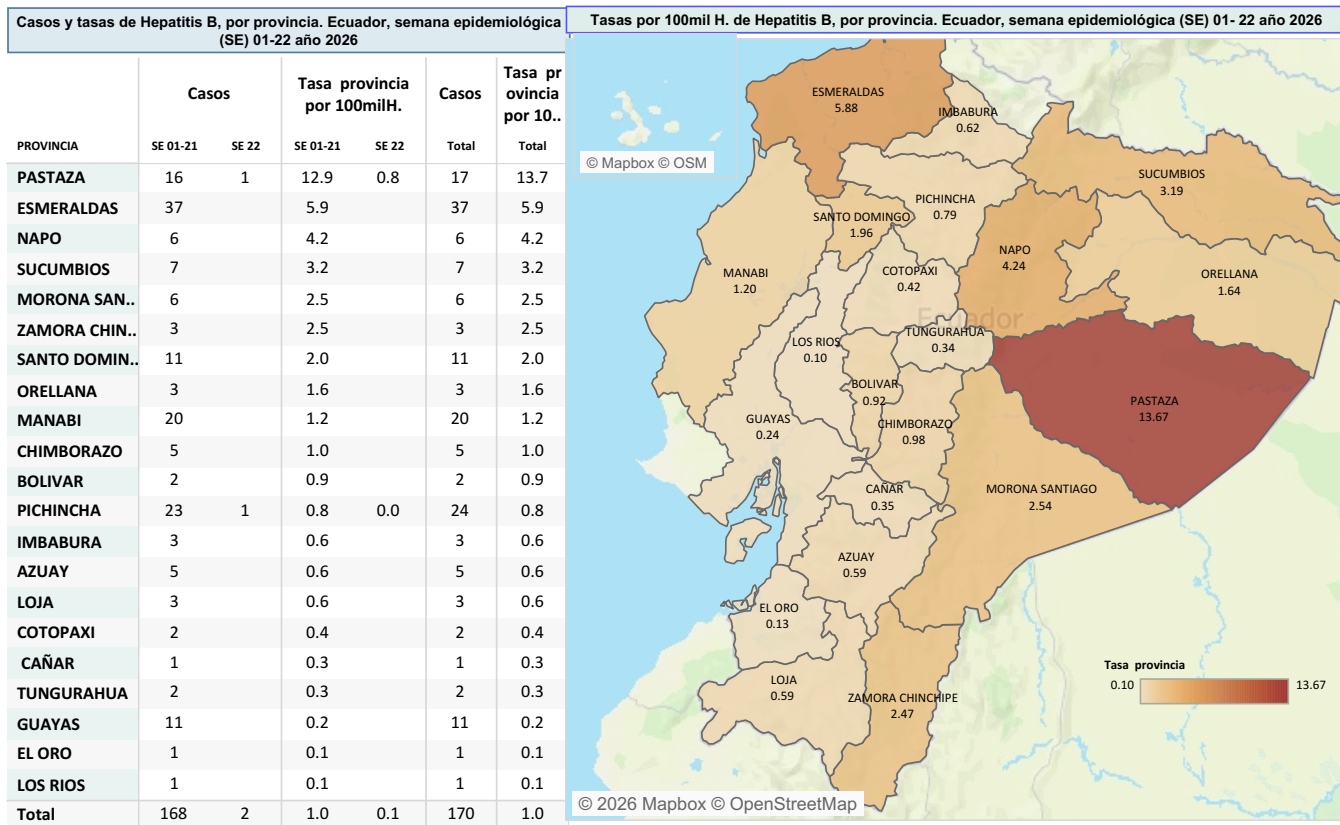 Casos y tasas de Hepatitis B, por provincia. Ecuador, semana epidemiológica
(SE) 01-22 año 2026
Casos Tasa provincia por 100milH. Casos Tasa pr
ovincia
por 10..
PROVINCIA SE 01-21 SE 22 SE 01-21 SE 22 Total Total
PASTAZA 16 1 12.9 0.8 17 13.7
ESMERALDAS 37 5.9 37 5.9
NAPO 6 4.2 6 4.2
SUCUMBIOS 7 3.2 7 3.2
MORONA SAN.. 6 2.5 6 2.5
ZAMORA CHIN.. 3 2.5 3 2.5
SANTO DOMIN.. 11 2.0 11 2.0
ORELLANA 3 1.6 3 1.6
MANABI 20 1.2 20 1.2
CHIMBORAZO 5 1.0 5 1.0
BOLIVAR 2 0.9 2 0.9
PICHINCHA 23 1 0.8 0.0 24 0.8
IMBABURA 3 0.6 3 0.6
AZUAY 5 0.6 5 0.6
LOJA 3 0.6 3 0.6
COTOPAXI 2 0.4 2 0.4
CAÑAR 1 0.3 1 0.3
TUNGURAHUA 2 0.3 2 0.3
GUAYAS 11 0.2 11 0.2
EL ORO 1 0.1 1 0.1
LOS RIOS 1 0.1 1 0.1
Total 168 2 1.0 0.1 170 1.0
Tasas por 100mil H. de Hepatitis B, por provincia. Ecuador, semana epidemiológica (SE) 01- 22 año 2026
© Mapbox © OSM
ESMERALDAS
5.88
IMBABURA
0.62
SUCUMBIOS
3.19
PICHINCHA
0.79
SANTO DOMINGO
1.96
NAPO
4.24
MANABI
1.20
COTOPAXI
0.42
ORELLANA
1.64
Ecuador
TUNGURAHUA
0.34
LOS RIOS
0.10
BOLIVAR
0.92
PASTAZA
13.67
GUAYAS
0.24
CHIMBORAZO
0.98
CAÑAR
0.35
MORONA SANTIAGO
2.54
AZUAY
0.59
EL ORO
0.13
LOJA
0.59
ZAMORA CHINCHIPE
2.47
Tasa provincia
0.10 13.67
© 2026 Mapbox © OpenStreetMap